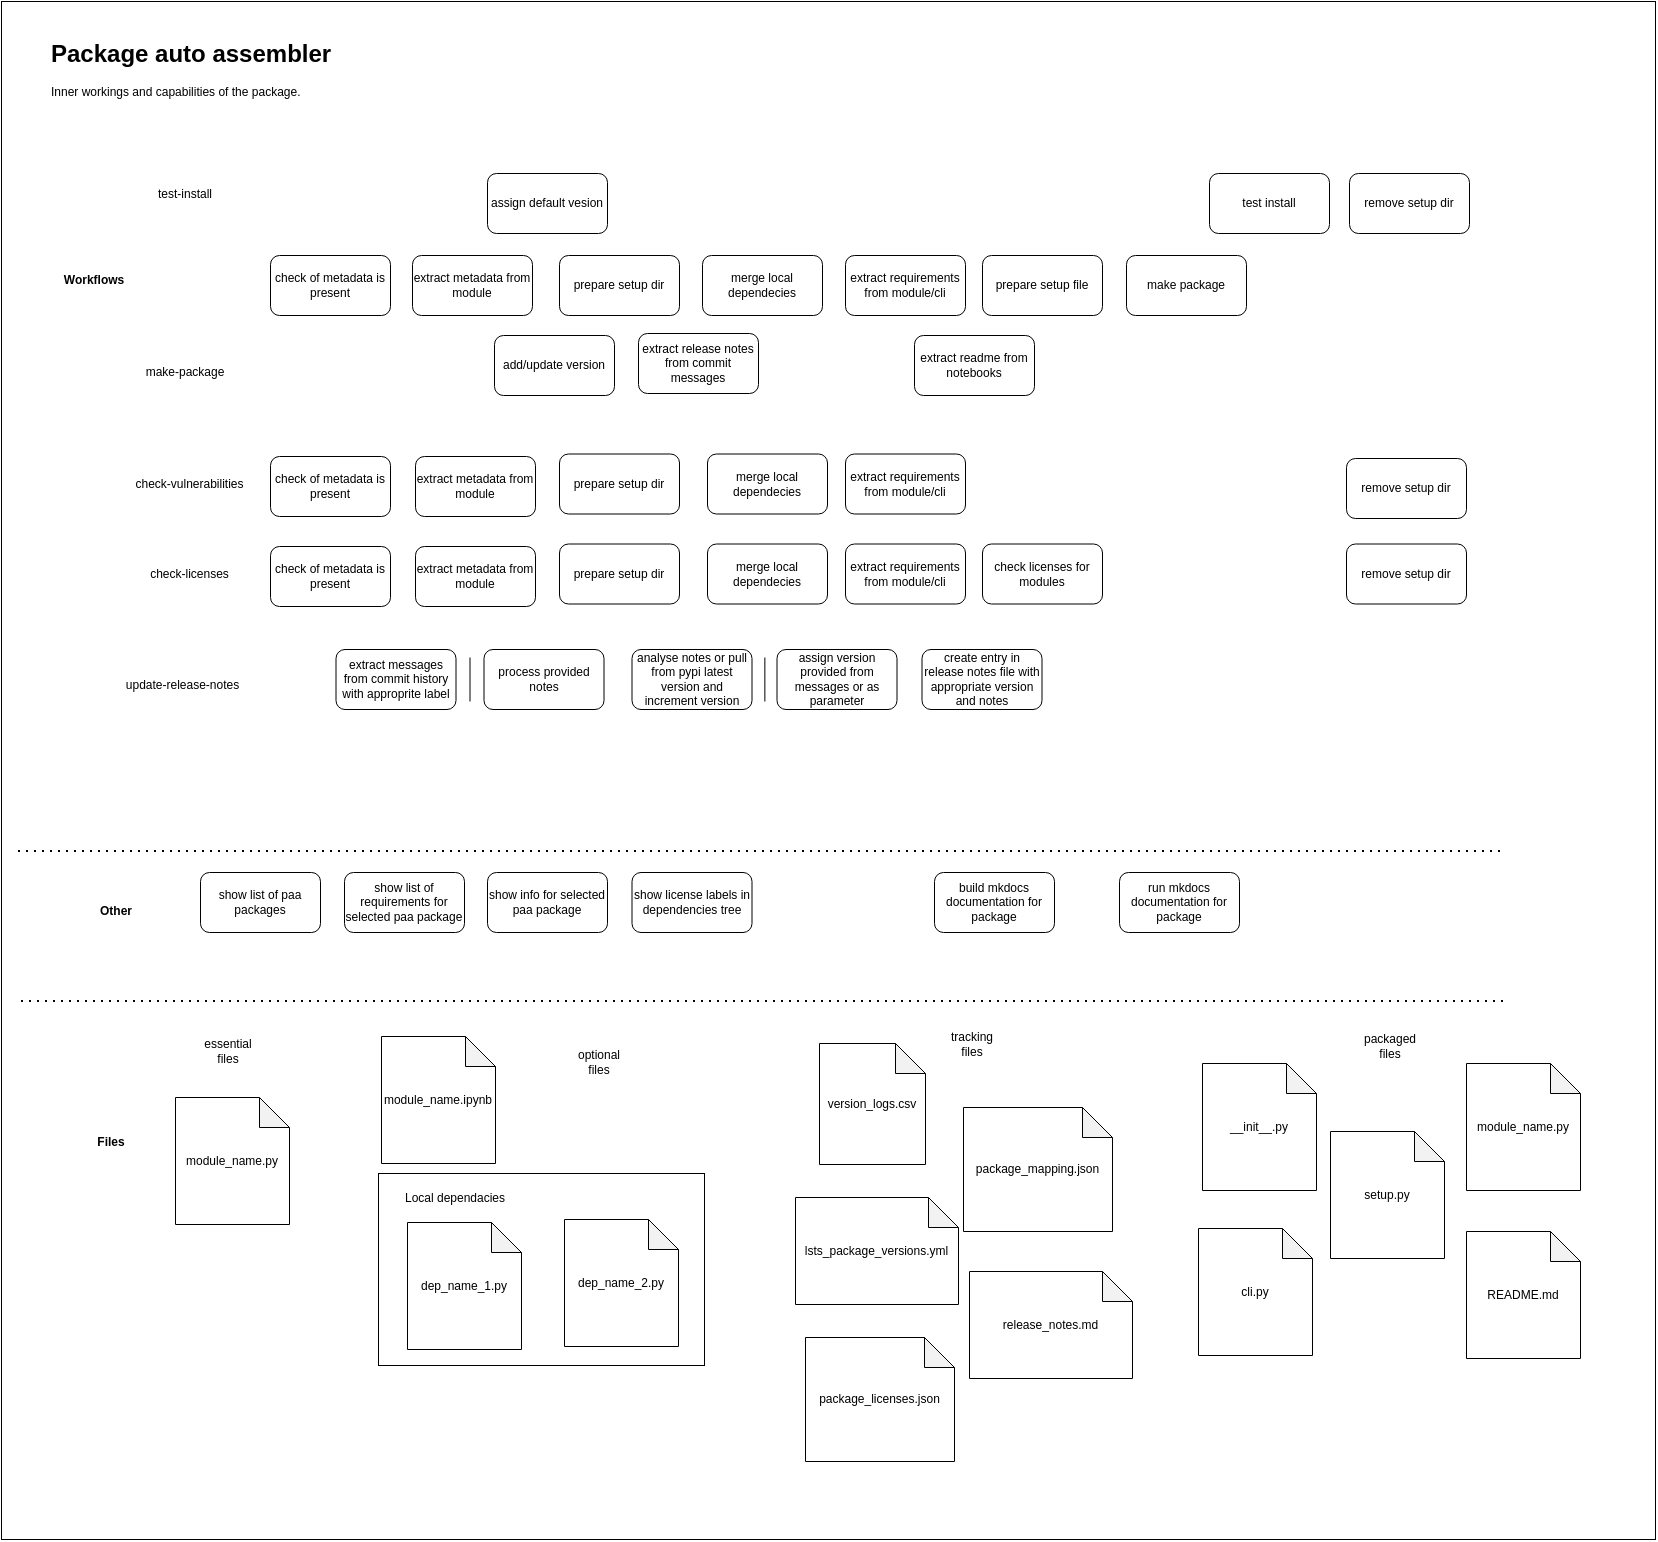 Package auto assembler
Inner workings and capabilities of the package.
test-install
assign default vesion
test install
remove setup dir
Workflows
check of metadata is
present
extract metadata from
module
prepare setup dir
merge local
dependecies
extract requirements
from module/cli
prepare setup file
make package
make-package
add/update version
extract release notes
from commit
messages
extract readme from
notebooks
check-vulnerabilities
check of metadata is
present
extract metadata from
module
prepare setup dir
merge local
dependecies
extract requirements
from module/cli
remove setup dir
check-licenses
check of metadata is
present
extract metadata from
module
prepare setup dir
merge local
dependecies
extract requirements
from module/cli
check licenses for
modules
remove setup dir
update-release-notes
extract messages
from commit history
with approprite label
process provided
notes
analyse notes or pull
from pypi latest
version and
increment version
assign version
provided from
messages or as
parameter
create entry in
release notes file with
appropriate version
and notes
Other
show list of paa
packages
show list of
requirements for
selected paa package
show info for selected
paa package
show license labels in
dependencies tree
build mkdocs
documentation for
package
run mkdocs
documentation for
package
Files
essential
files
module_name.py
module_name.ipynb
optional
files
Local dependacies
dep_name_1.py
dep_name_2.py
tracking
files
version_logs.csv
package_mapping.json
lsts_package_versions.yml
release_notes.md
package_licenses.json
packaged
files
__init__.py
module_name.py
setup.py
cli.py
README.md